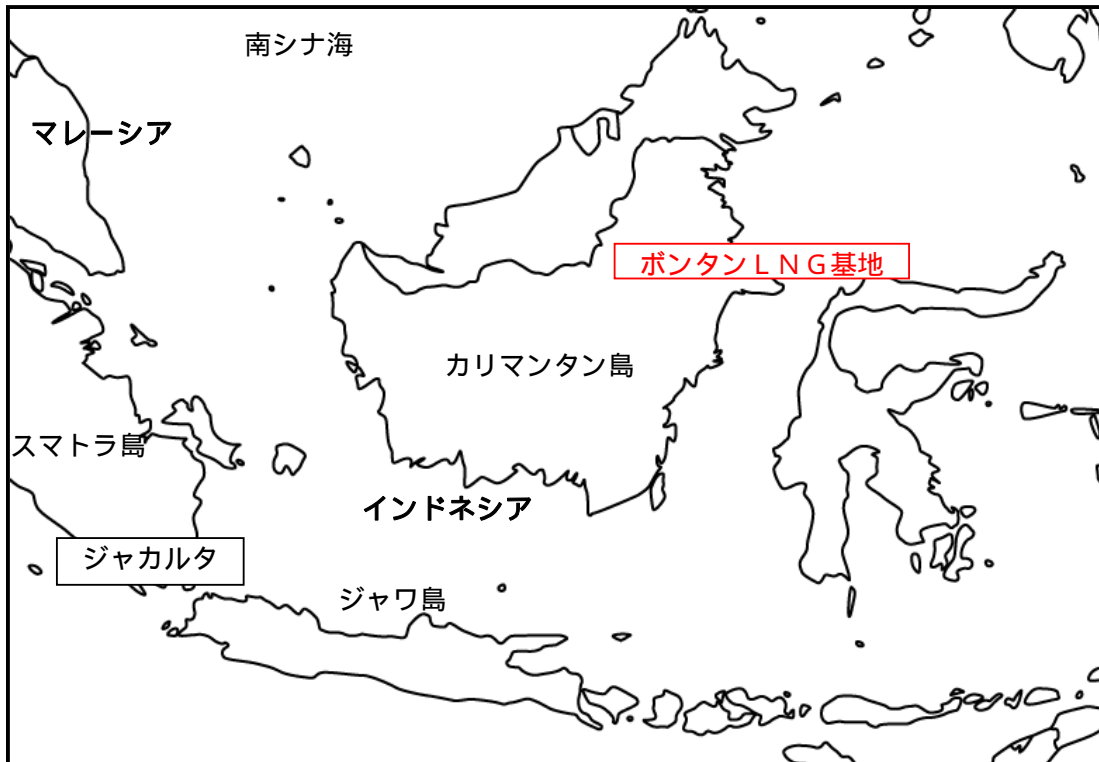 南シナ海
マレーシア
ボンタンＬＮＧ基地
カリマンタン島
スマトラ島
インドネシア
ジャカルタ
ジャワ島